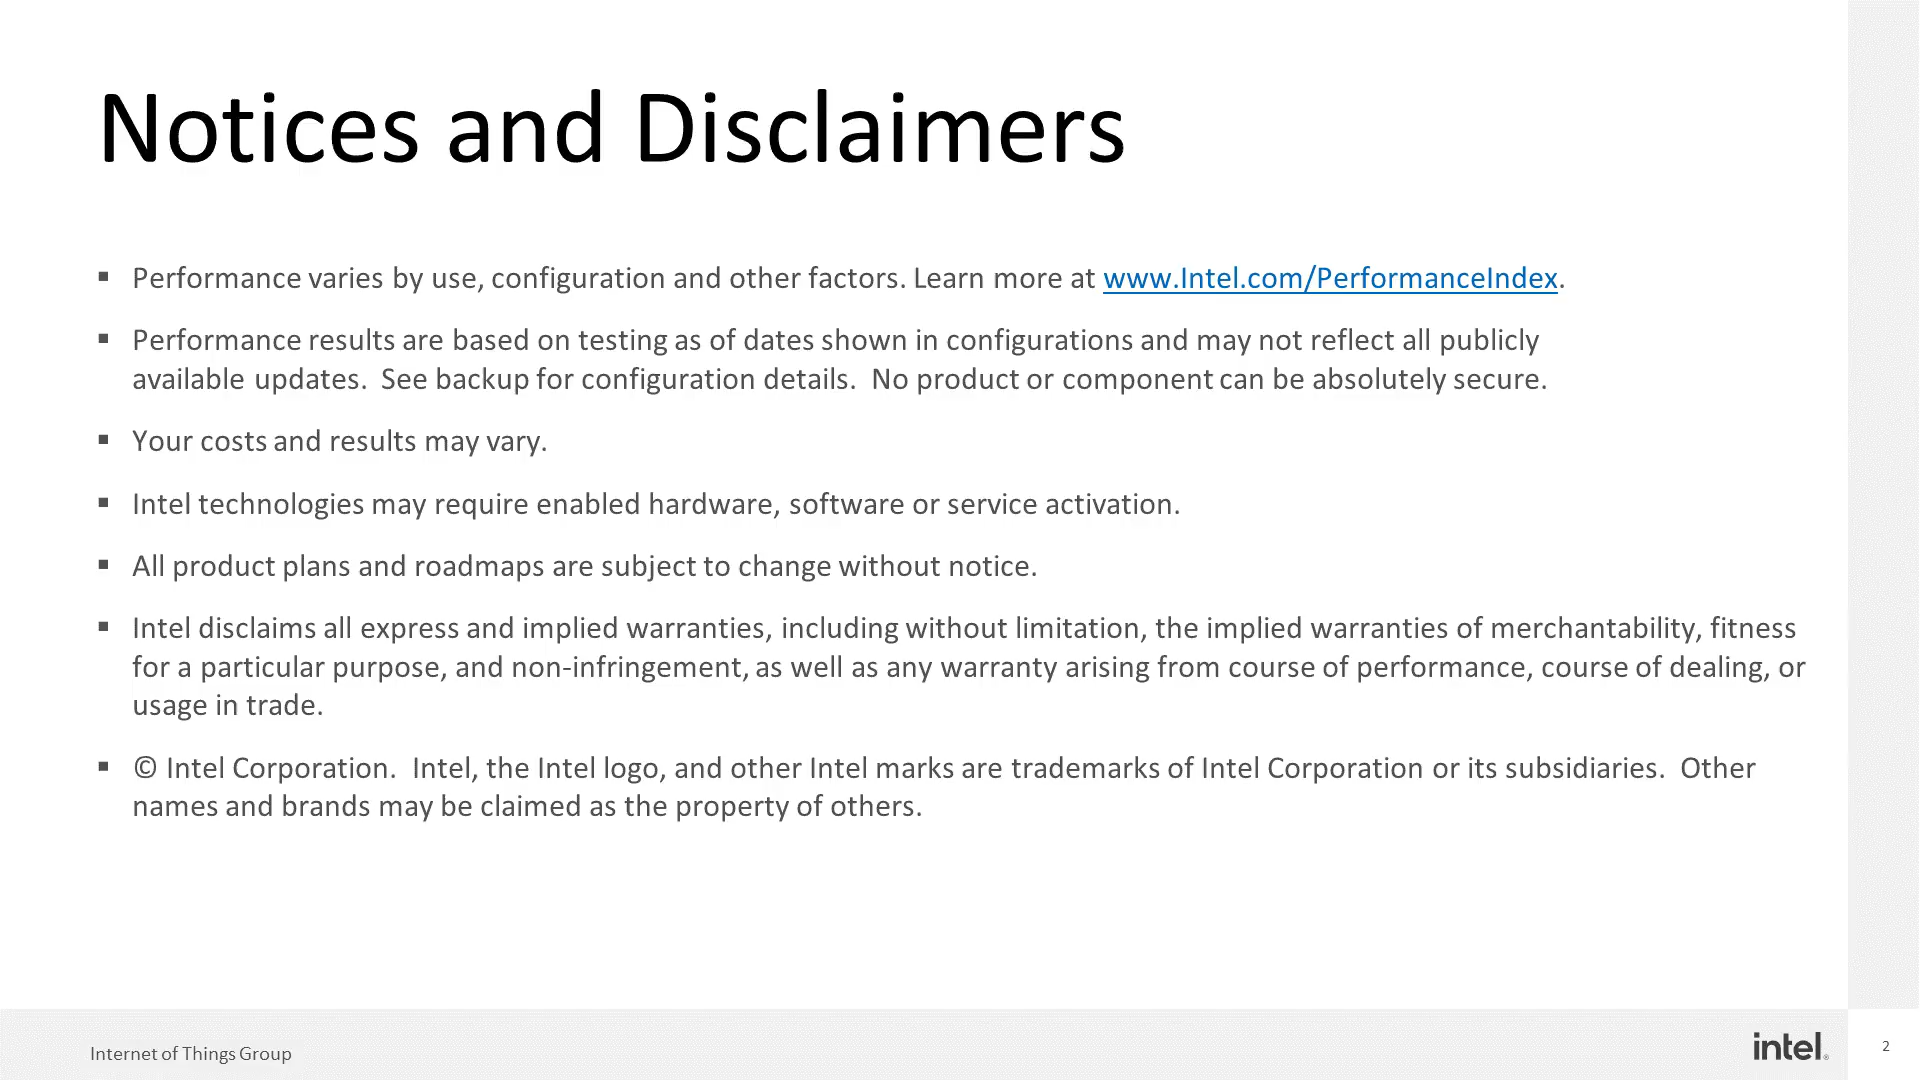 Notices and Disclaimers
▪ Performance varies by use, configuration and other factors. Learn more at www.Intel.com/PerformanceIndex.
▪ Performance results are based on testing as of dates shown in configurations and may not reflect all publicly
available updates.  See backup for configuration details.  No product or component can be absolutely secure.
▪ Your costs and results may vary.
▪ Intel technologies may require enabled hardware, software or service activation.
▪ All product plans and roadmaps are subject to change without notice.
▪ Intel disclaims all express and implied warranties, including without limitation, the implied warranties of merchantability, fitness
for a particular purpose, and non-infringement, as well as any warranty arising from course of performance, course of dealing, or
usage in trade.
▪ © Intel Corporation.  Intel, the Intel logo, and other Intel marks are trademarks of Intel Corporation or its subsidiaries.  Other
names and brands may be claimed as the property of others.
Internet of Things Group
intel®
2